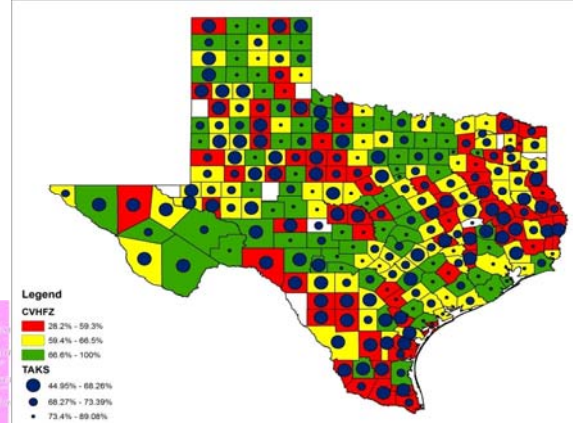 Legend
CVHFZ
28.2% - 59.3%
59.4% - 66.5%
66.6% - 100%
TAKS
44.95% - 68.26%
68.27% - 73.39%
73.4% - 89.08%